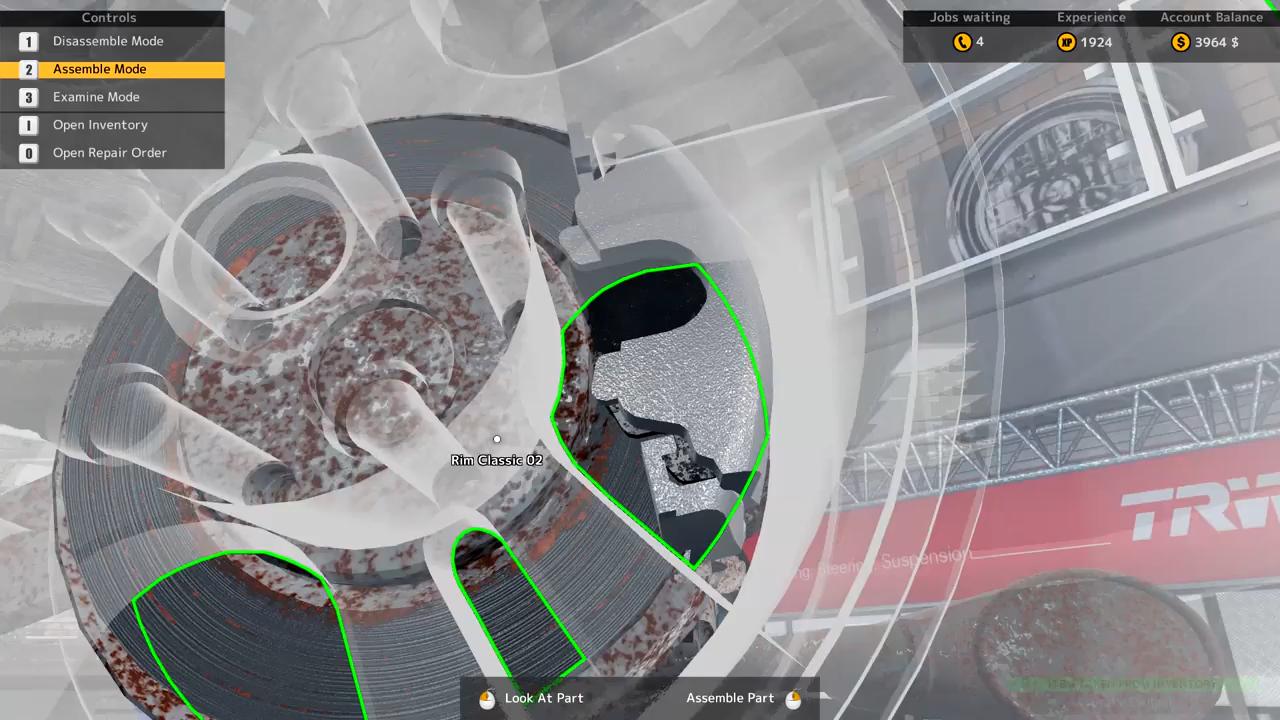 Controls
1 Disassemble Mode
2 Assemble Mode
3 Examine Mode
I Open Inventory
O Open Repair Order
Jobs waiting Experience Account Balance
4 XP 1924 $ 3964 $
Rim Classic 02
TRW
Suspension
Look At Part Assemble Part